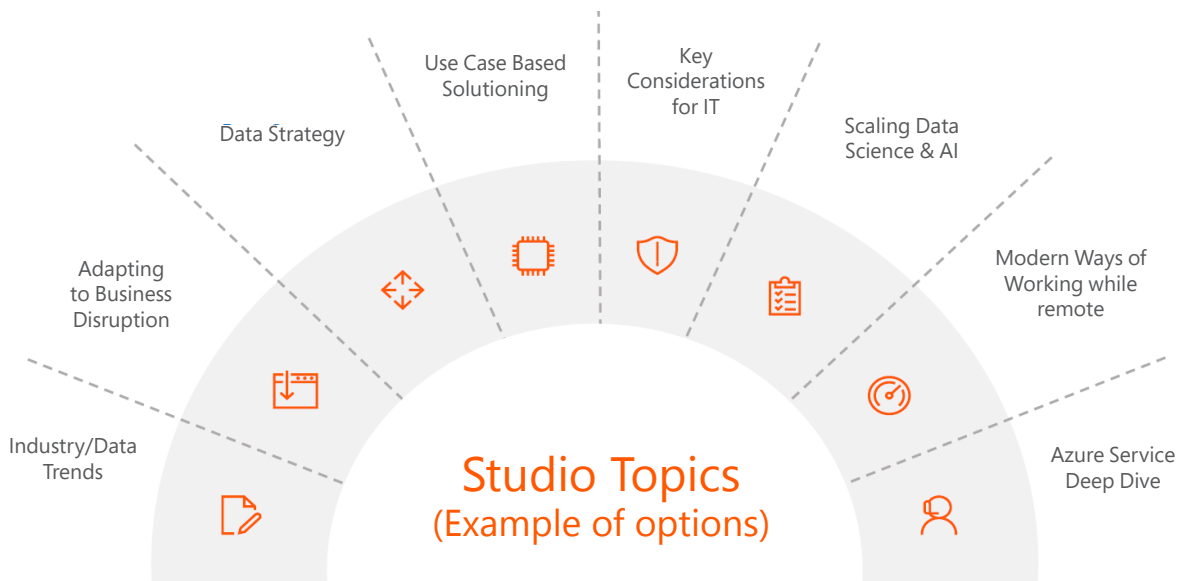 Industry/Data
Trends
Adapting
to Business
Disruption
Data Strategy
Use Case Based
Solutioning
Key
Considerations
for IT
Scaling Data
Science & AI
Modern Ways of
Working while
remote
Azure Service
Deep Dive
Studio Topics
(Example of options)